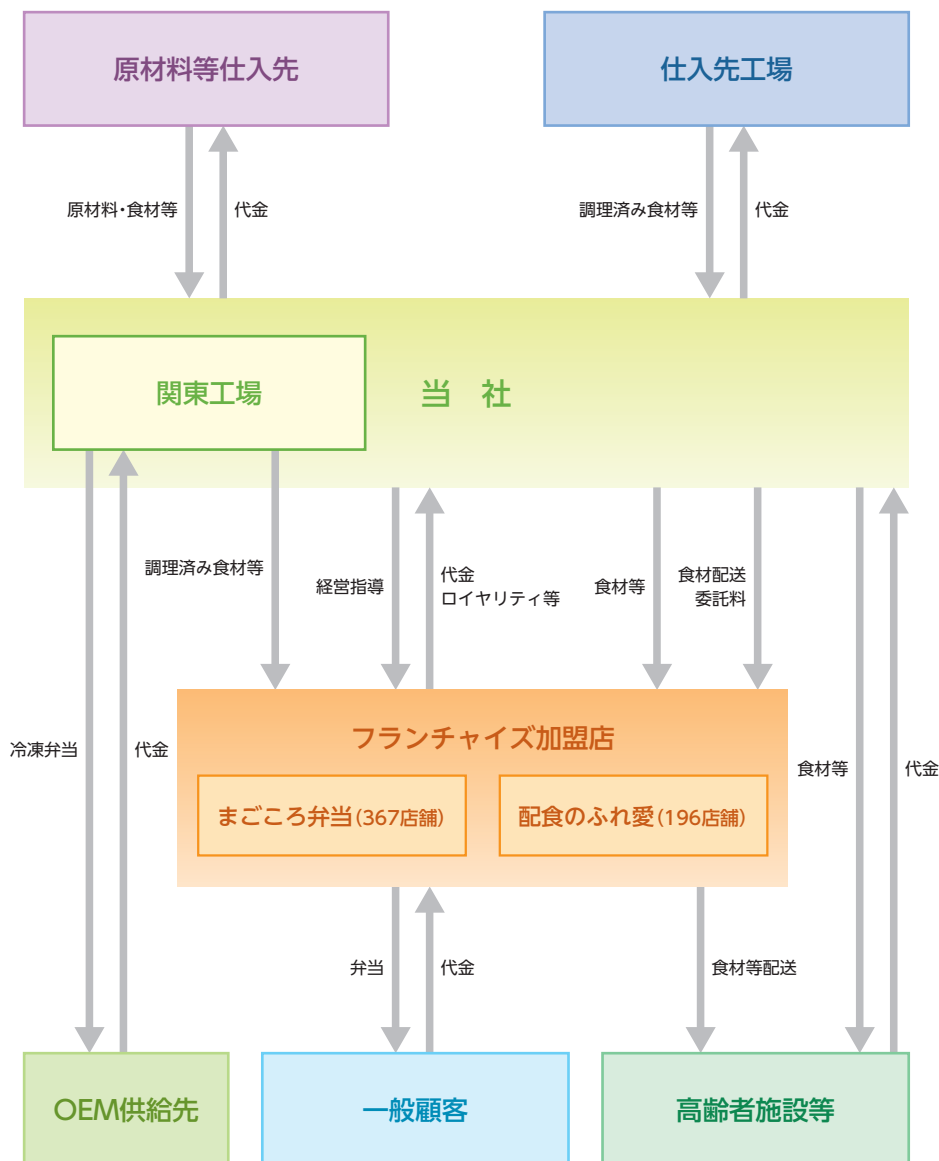 原材料等仕入先
仕入先工場
原材料・食材等
代金
調理済み食材等
代金
関東工場
当 社
調理済み食材等
経営指導
代金
ロイヤリティ等
食材等
食材配送
委託料
フランチャイズ加盟店
冷凍弁当
代金
まごころ弁当(367店舗)
配食のふれ愛(196店舗)
食材等
代金
弁当
代金
食材等配送
OEM供給先
一般顧客
高齢者施設等